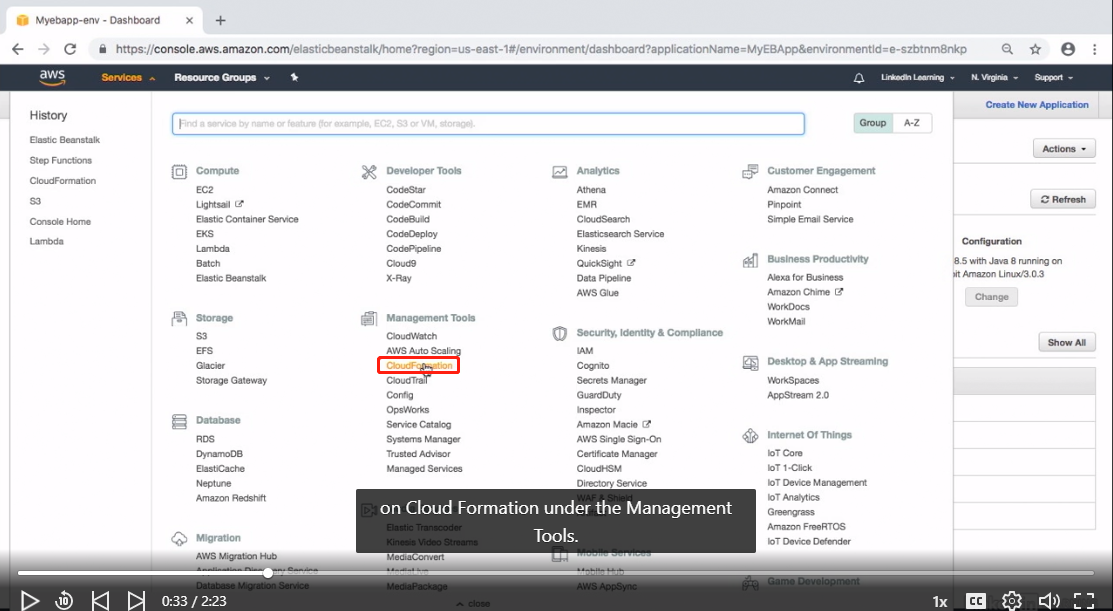 Myebapp-env - Dashboard
https://console.aws.amazon.com/elasticbeanstalk/home?region=us-east-1#/environment/dashboard?applicationName=MyEBApp&environmentId=e-szbtnm8nkp
aws
Services
Resource Groups
LinkedIn Learning
N. Virginia
Support
History
Elastic Beanstalk
Step Functions
CloudFormation
S3
Console Home
Lambda
Find a service by name or feature (for example, EC2, S3 or VM, storage).
Group
A-Z
Compute
EC2
Lightsail
Elastic Container Service
EKS
Lambda
Batch
Elastic Beanstalk
Storage
S3
EFS
Glacier
Storage Gateway
Database
RDS
DynamoDB
ElastiCache
Neptune
Amazon Redshift
Migration
AWS Migration Hub
Application Discovery Service
Database Migration Service
Developer Tools
CodeStar
CodeCommit
CodeBuild
CodeDeploy
CodePipeline
Cloud9
X-Ray
Management Tools
CloudWatch
AWS Auto Scaling
CloudFormation
CloudTrail
Config
OpsWorks
Service Catalog
Systems Manager
Trusted Advisor
Managed Services
Elastic Transcoder
Kinesis Video Streams
MediaConvert
MediaLive
MediaPackage
Analytics
Athena
EMR
CloudSearch
Elasticsearch Service
Kinesis
QuickSight
Data Pipeline
AWS Glue
Security, Identity & Compliance
IAM
Cognito
Secrets Manager
GuardDuty
Inspector
Amazon Macie
AWS Single Sign-On
Certificate Manager
CloudHSM
Directory Service
WAF & Shield
Mobile Services
Mobile Hub
AWS AppSync
Customer Engagement
Amazon Connect
Pinpoint
Simple Email Service
Business Productivity
Alexa for Business
Amazon Chime
WorkDocs
WorkMail
Desktop & App Streaming
WorkSpaces
AppStream 2.0
Internet Of Things
IoT Core
IoT 1-Click
IoT Device Management
IoT Analytics
Greengrass
Amazon FreeRTOS
IoT Device Defender
Game Development
close
Create New Application
Actions
Refresh
Configuration
8.5 with Java 8 running on
bit Amazon Linux/3.0.3
Change
Show All
on Cloud Formation under the Management
Tools.
10
0:33 / 2:23
1x
CC